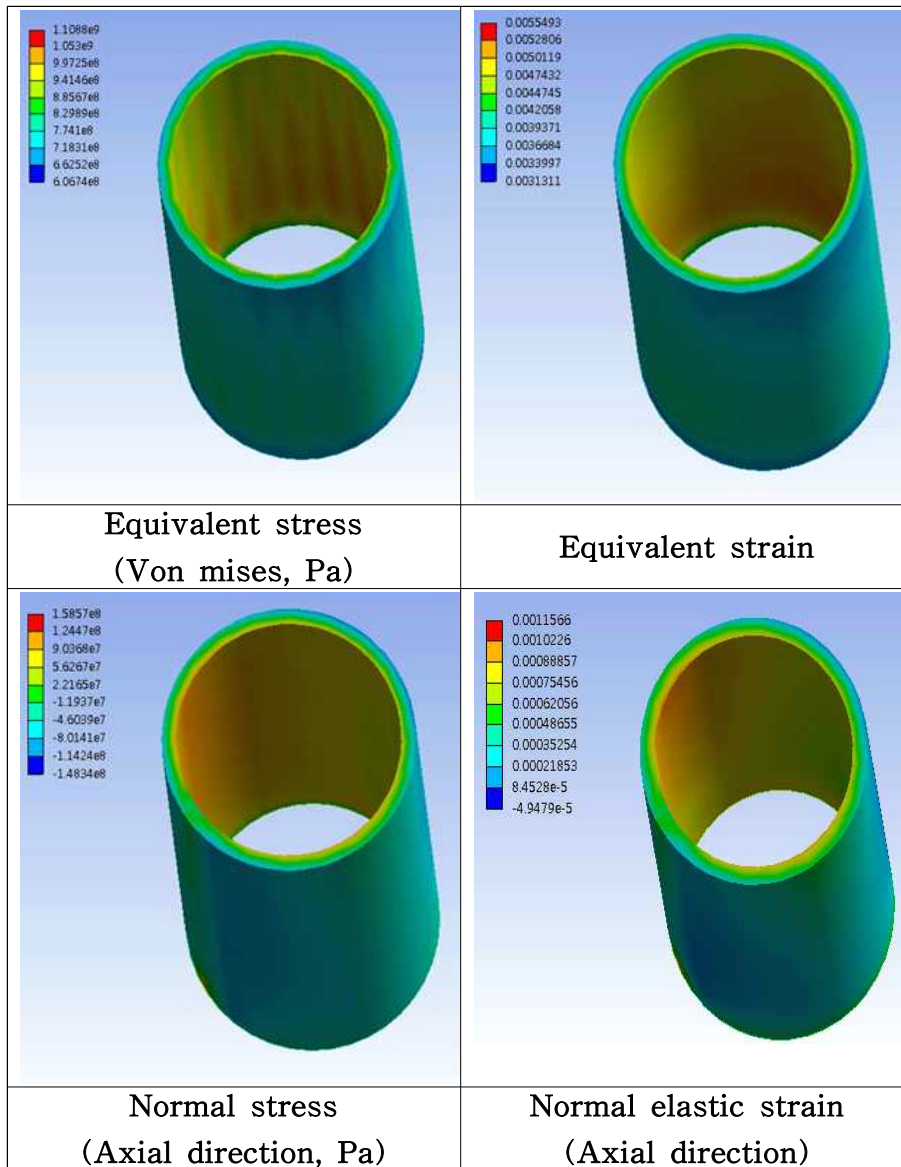 1.1088e9
1.053e9
9.9725e8
9.4146e8
8.8567e8
8.2989e8
7.741e8
7.1831e8
6.6252e8
6.0674e8
0.0055493
0.0052806
0.0050119
0.0047432
0.0044745
0.0042058
0.0039371
0.0036684
0.0033997
0.0031311
Equivalent stress
(Von mises, Pa)
Equivalent strain
1.5857e8
1.2447e8
9.0368e7
5.6267e7
2.2165e7
-1.1937e7
-4.6039e7
-8.0141e7
-1.1424e8
-1.4834e8
0.0011566
0.0010226
0.00088857
0.00075456
0.00062056
0.00048655
0.00035254
0.00021853
8.4528e-5
-4.9479e-5
Normal stress
(Axial direction, Pa)
Normal elastic strain
(Axial direction)